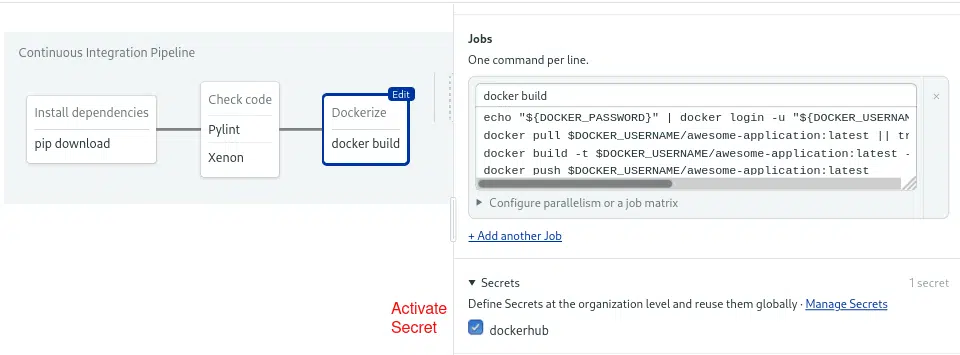 Continuous Integration Pipeline
Install dependencies
pip download
Check code
Pylint
Xenon
Edit
Dockerize
docker build
Activate
Secret
Jobs
One command per line.
docker build
echo "${DOCKER_PASSWORD}" | docker login -u "${DOCKER_USERNAM
docker pull $DOCKER_USERNAME/awesome-application:latest || tr
docker build -t $DOCKER_USERNAME/awesome-application:latest -
docker push $DOCKER_USERNAME/awesome-application:latest
Configure parallelism or a job matrix
+ Add another Job
Secrets 1 secret
Define Secrets at the organization level and reuse them globally · Manage Secrets
dockerhub